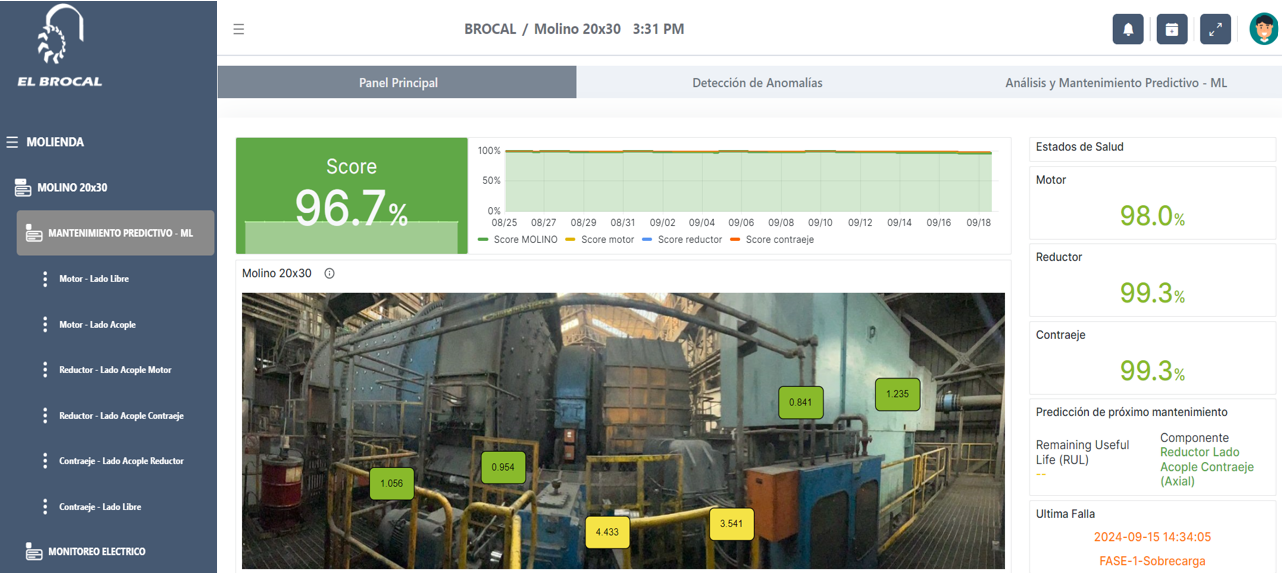 EL BROCAL
BROCAL / Molino 20x30 3:31 PM
Panel Principal
Detección de Anomalías
Análisis y Mantenimiento Predictivo - ML
MOLIENDA
MOLINO 20x30
MANTENIMIENTO PREDICTIVO - ML
Motor - Lado Libre
Motor - Lado Acople
Reductor - Lado Acople Motor
Reductor - Lado Acople Contraeje
Contraeje - Lado Acople Reductor
Contraeje - Lado Libre
MONITOREO ELECTRICO
Score
96.7%
100%
50%
0%
08/25 08/27 08/29 08/31 09/02 09/04 09/06 09/08 09/10 09/12 09/14 09/16 09/18
Score MOLINO Score motor Score reductor Score contraeje
Molino 20x30
0.841
1.235
0.954
1.056
4.433
3.541
Estados de Salud
Motor
98.0%
Reductor
99.3%
Contraeje
99.3%
Predicción de próximo mantenimiento
Remaining Useful
Life (RUL)
--
Componente
Reductor Lado
Acople Contraeje
(Axial)
Ultima Falla
2024-09-15 14:34:05
FASE-1-Sobrecarga